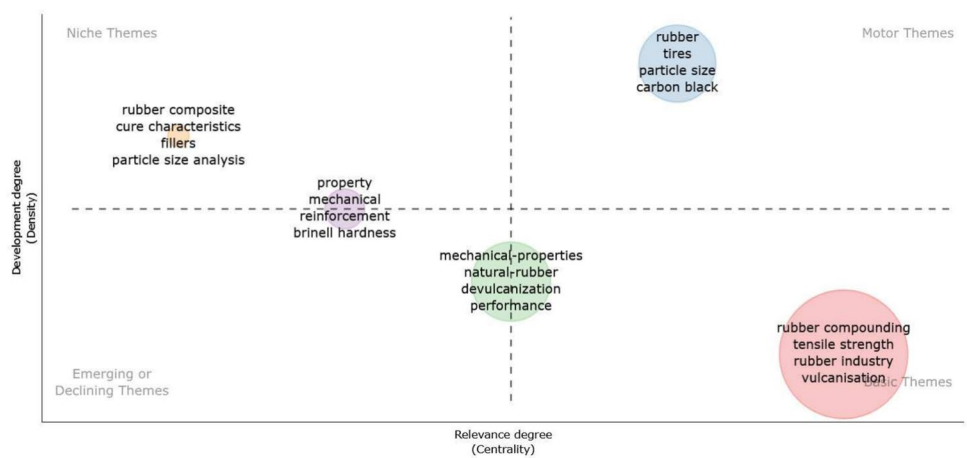 Niche Themes
Motor Themes
rubber
tires
particle size
carbon black
rubber composite
cure characteristics
fillers
particle size analysis
property
mechanical
reinforcement
brinell hardness
Development degree
(Density)
mechanical-properties
natural-rubber
devulcanization
performance
rubber compounding
tensile strength
rubber industry
vulcanisation
Emerging or
Declining Themes
Basic Themes
Relevance degree
(Centrality)